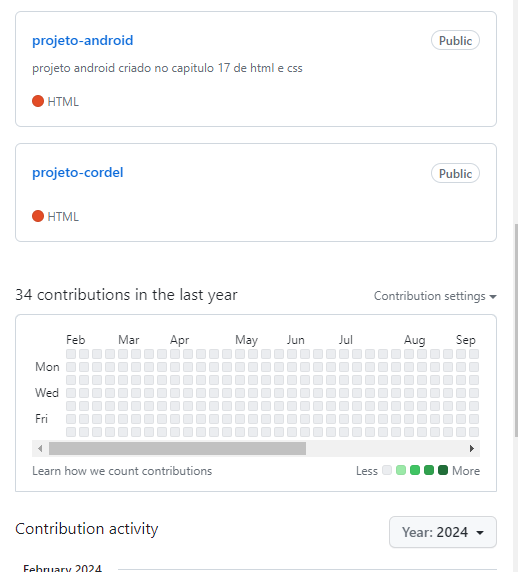 projeto-android
Public
projeto android criado no capitulo 17 de html e css
HTML
projeto-cordel
Public
HTML
34 contributions in the last year
Contribution settings
Feb Mar Apr May Jun Jul Aug Sep
Mon
Wed
Fri
Learn how we count contributions
Less More
Contribution activity
Year: 2024
February 2024